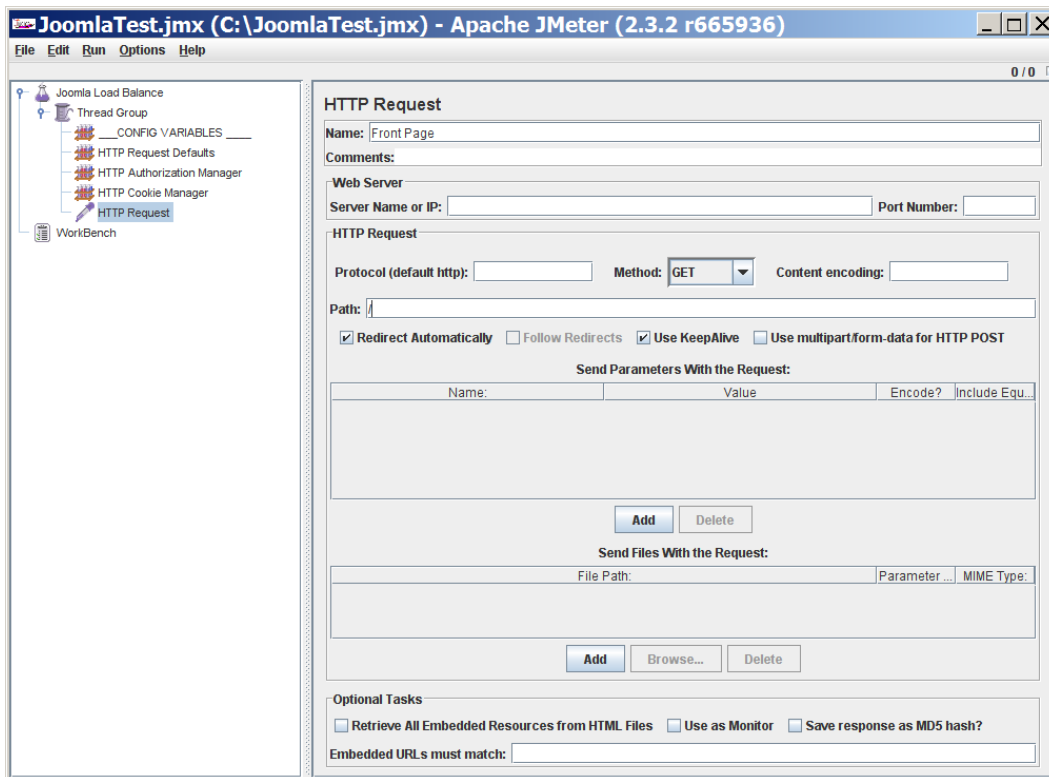 JoomlaTest.jmx (C:\JoomlaTest.jmx) - Apache JMeter (2.3.2 r665936)
File Edit Run Options Help
0 / 0
Joomla Load Balance
Thread Group
___CONFIG VARIABLES ____
HTTP Request Defaults
HTTP Authorization Manager
HTTP Cookie Manager
HTTP Request
WorkBench
HTTP Request
Name: Front Page
Comments:
Web Server
Server Name or IP: Port Number:
HTTP Request
Protocol (default http): Method: GET Content encoding:
Path: /
Redirect Automatically Follow Redirects Use KeepAlive Use multipart/form-data for HTTP POST
Send Parameters With the Request:
Name: Value Encode? Include Equ...
Add Delete
Send Files With the Request:
File Path: Parameter ... MIME Type:
Add Browse... Delete
Optional Tasks
Retrieve All Embedded Resources from HTML Files Use as Monitor Save response as MD5 hash?
Embedded URLs must match: